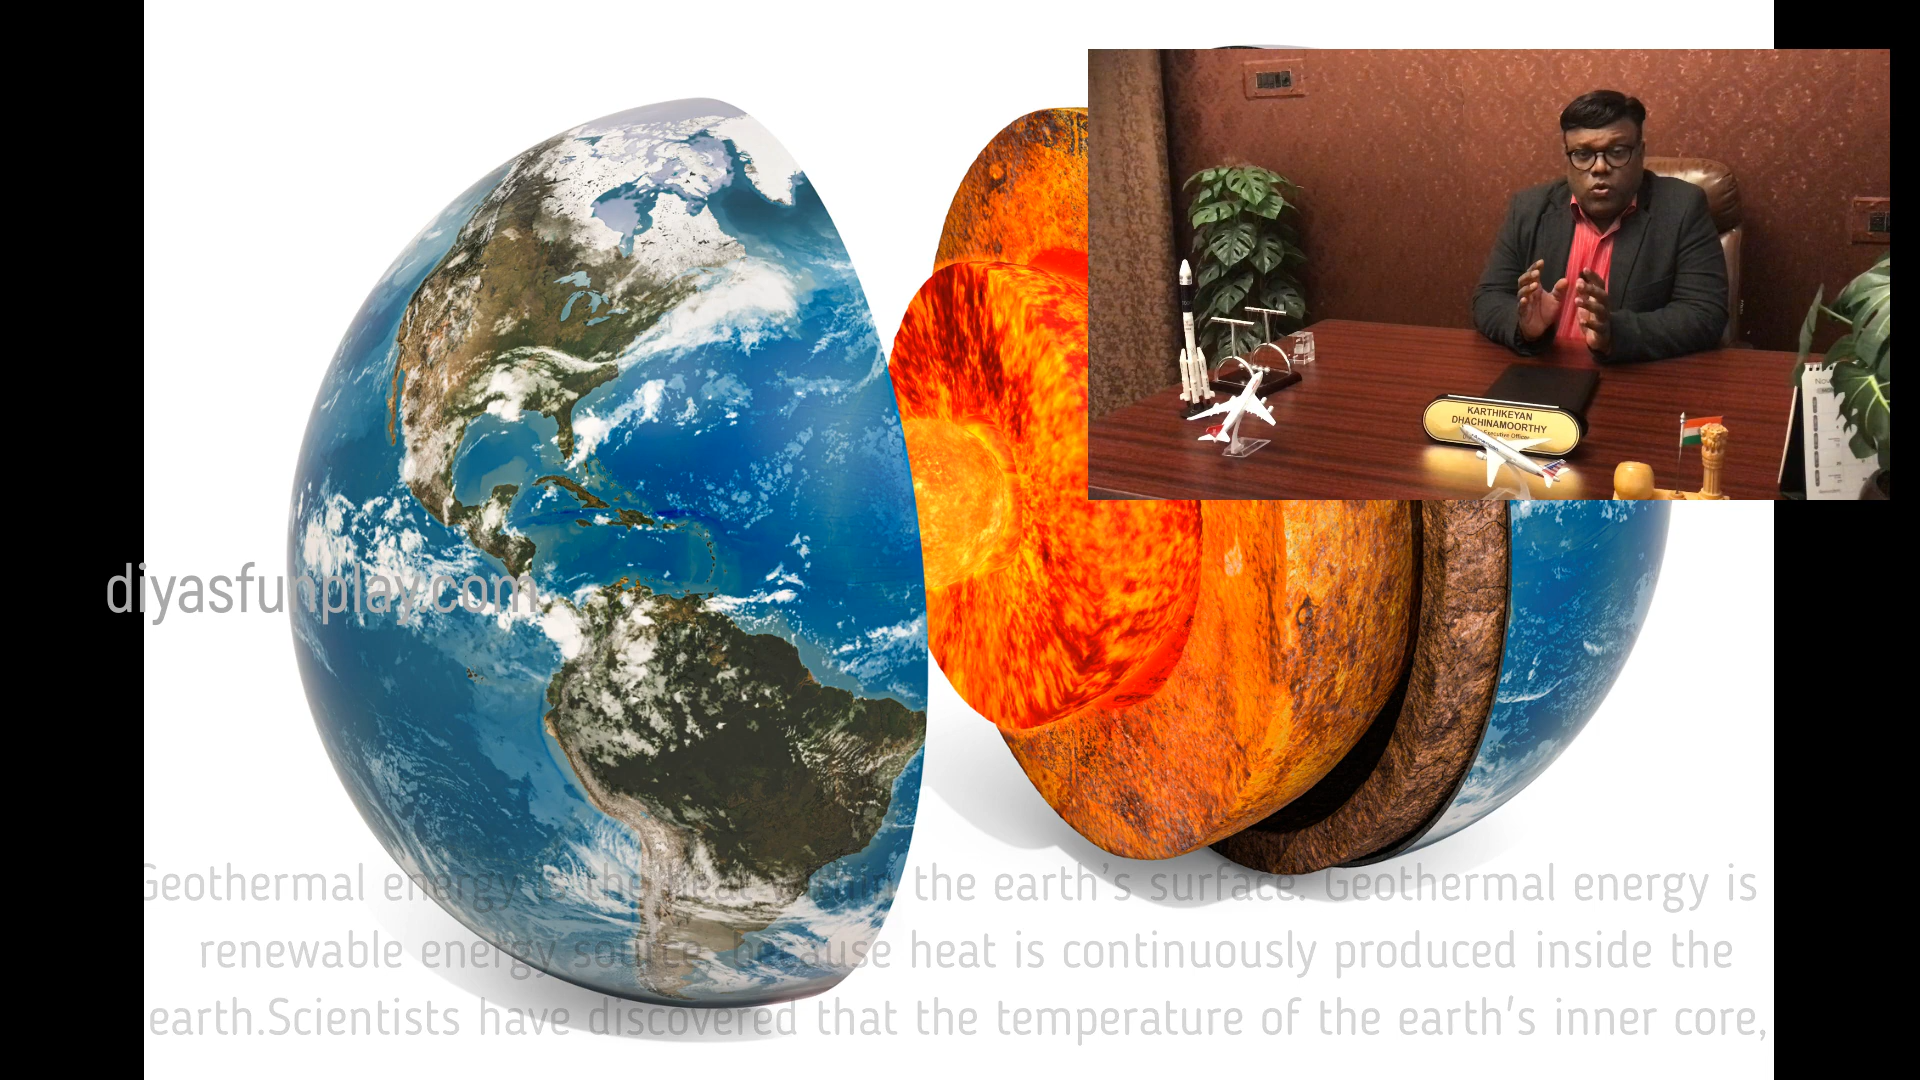 KARTHIKEYAN
DHACHINAMOORTHY
Executive Officer
diyasfunplay.com
Geothermal energy is the heat within the earth's surface. Geothermal energy is
renewable energy source, because heat is continuously produced inside the
earth.Scientists have discovered that the temperature of the earth's inner core,